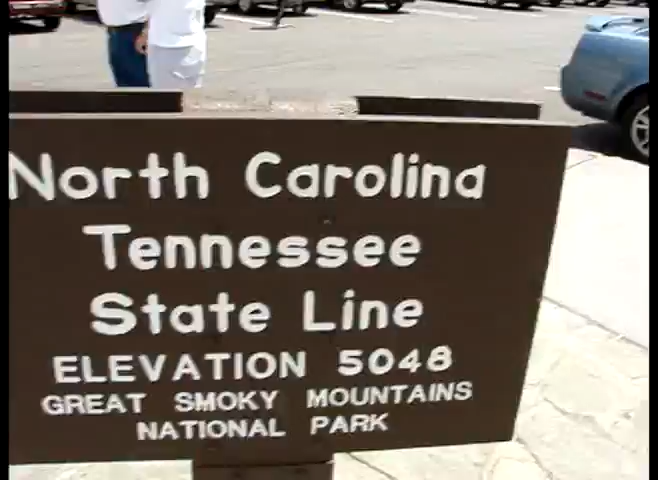 North Carolina
Tennessee
State Line
ELEVATION 5048
GREAT SMOKY MOUNTAINS
NATIONAL PARK